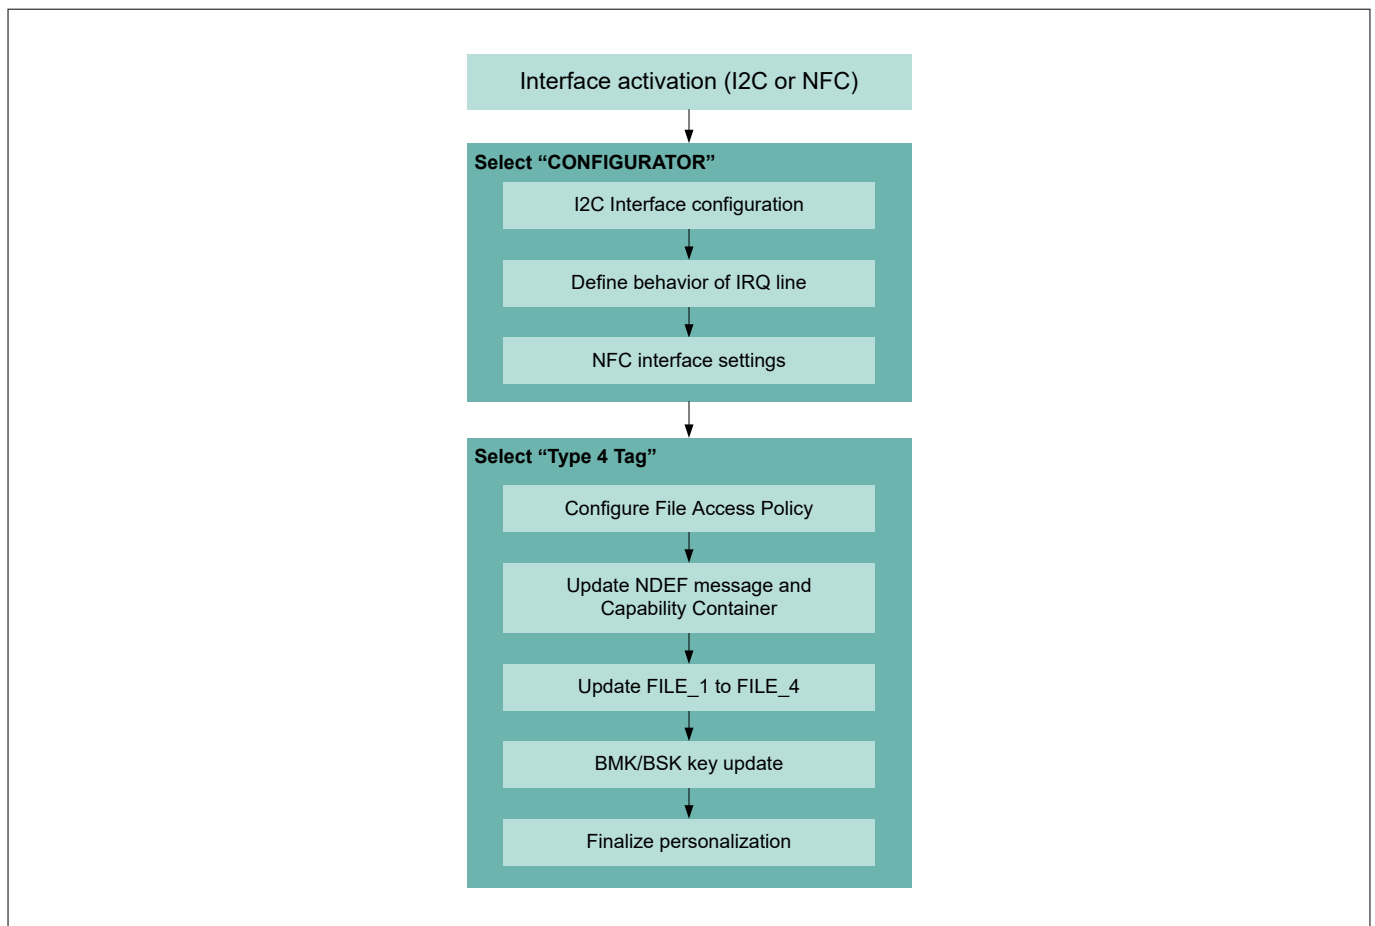 Interface activation (I2C or NFC)
Select “CONFIGURATOR”
I2C Interface configuration
Define behavior of IRQ line
NFC interface settings
Select “Type 4 Tag”
Configure File Access Policy
Update NDEF message and
Capability Container
Update FILE_1 to FILE_4
BMK/BSK key update
Finalize personalization